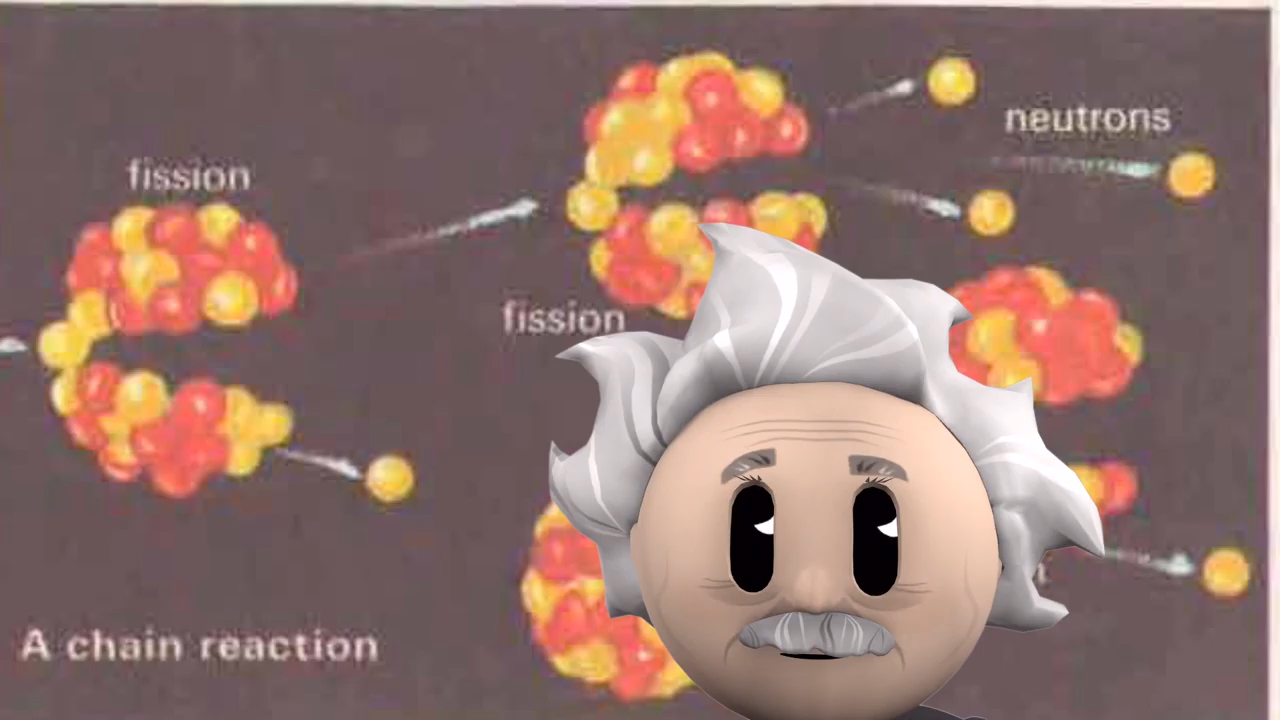 neutrons
fission
fission
A chain reaction